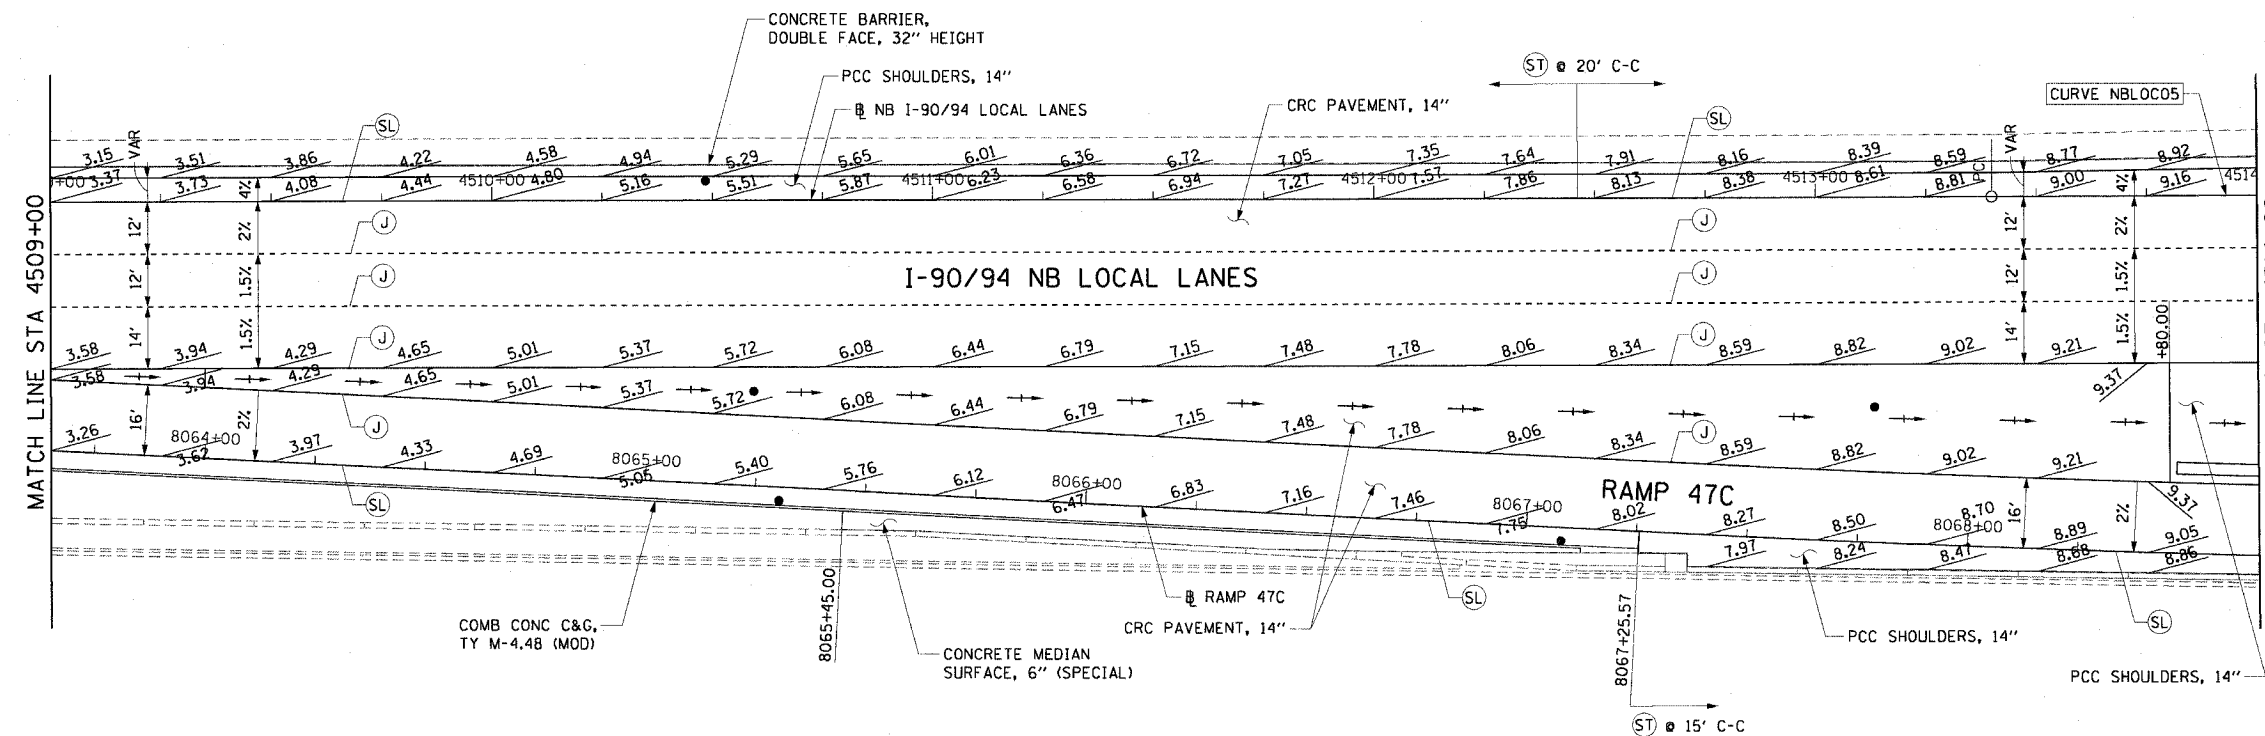 CONCRETE BARRIER,
DOUBLE FACE, 32" HEIGHT
PCC SHOULDERS, 14"
NB I-90/94 LOCAL LANES
CRC PAVEMENT, 14"
ST @ 20' C-C
CURVE NBLOC05
SL
SL
VAR
VAR
3.15 3.51 3.86 4.22 4.58 4.94 5.29 5.65 6.01 6.36 6.72 7.05 7.35 7.64 7.91 8.16 8.39 8.59 8.77 8.92
+00 3.37 3.73 4.08 4.44 4510+00 4.80 5.16 5.51 5.87 4511+00 6.23 6.58 6.94 7.27 4512+00 7.57 7.86 8.13 8.38 4513+00 8.61 8.81 PC 9.00 9.16 4514
4% 4%
MATCH LINE STA 4509+00
12' 2% J J 12' 2%
12' 1.5% J J 12' 1.5%
I-90/94 NB LOCAL LANES
14' 1.5% J J 14' 1.5% +80.00
3.58 3.94 4.29 4.65 5.01 5.37 5.72 6.08 6.44 6.79 7.15 7.48 7.78 8.06 8.34 8.59 8.82 9.02 9.21 9.37
3.58 3.94 4.29 4.65 5.01 5.37 5.72 6.08 6.44 6.79 7.15 7.48 7.78 8.06 8.34 8.59 8.82 9.02 9.21 9.37
16' 2% J J 16' 2%
RAMP 47C
3.26 8064+00 3.62 3.97 4.33 4.69 8065+00 5.05 5.40 5.76 6.12 8066+00 6.47 6.83 7.16 7.46 8067+00 7.75 8.02 8.27 8.50 8.70 8068+00 8.89 9.05
SL
7.97 8.24 8.47 8.68 8.86
COMB CONC C&G,
TY M-4.48 (MOD)
8065+45.00
CONCRETE MEDIAN
SURFACE, 6" (SPECIAL)
RAMP 47C
CRC PAVEMENT, 14"
SL
8067+25.57
ST @ 15' C-C
PCC SHOULDERS, 14"
SL
PCC SHOULDERS, 14"